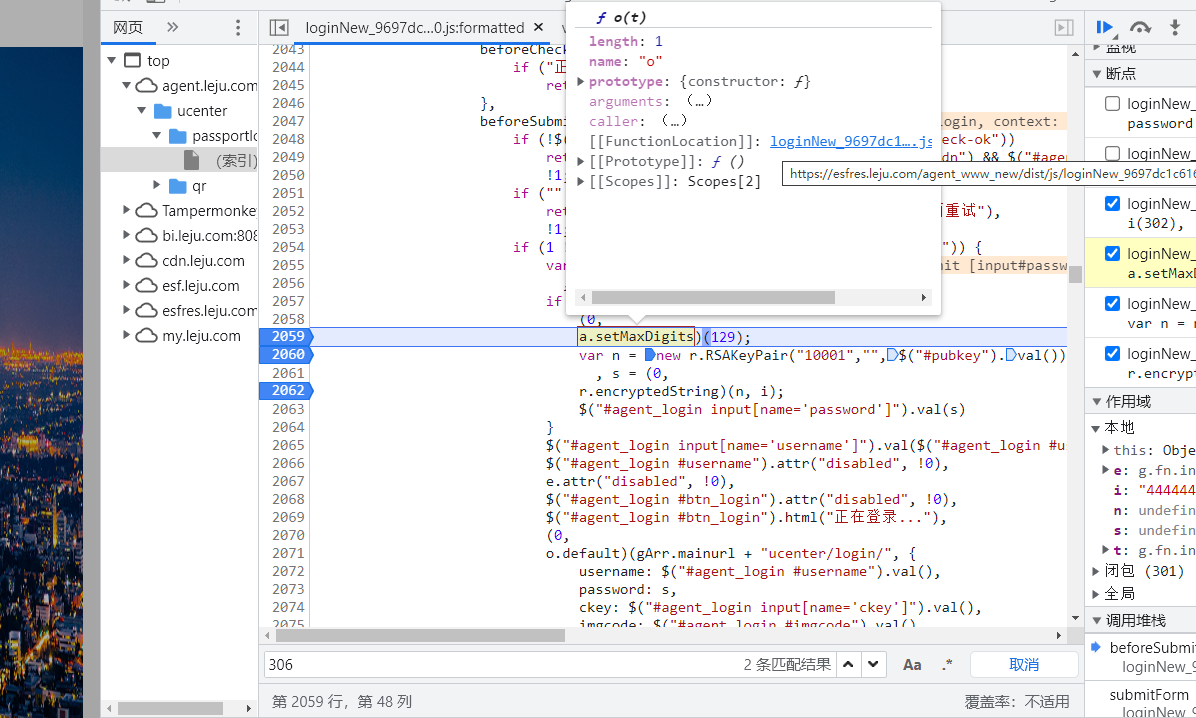 网页
top
agent.leju.com
ucenter
passportlo
(索引)
qr
Tampermonke
bi.leju.com:808
cdn.leju.com
esf.leju.com
esfres.leju.com
my.leju.com
loginNew_9697dc...0.js:formatted
2043 beforeCheck
2044 if ("正
2045 ret
2046 },
2047 beforeSubmi ogin, context:
2048 if (!$( eck-ok"))
2049 ret dn") && $("#age
2050 !1;
2051 if (""
2052 ret 重试"),
2053 !1;
2054 if (1 ")) {
2055 var it [input#passw
2056
2057 if
2058 (0,
2059 a.setMaxDigits)(129);
2060 var n = new r.RSAKeyPair("10001","",$("#pubkey").val())
2061 , s = (0,
2062 r.encryptedString)(n, i);
2063 $("#agent_login input[name='password']").val(s)
2064 }
2065 $("#agent_login input[name='username']").val($("#agent_login #u
2066 $("#agent_login #username").attr("disabled", !0),
2067 e.attr("disabled", !0),
2068 $("#agent_login #btn_login").attr("disabled", !0),
2069 $("#agent_login #btn_login").html("正在登录..."),
2070 (0,
2071 o.default)(gArr.mainurl + "ucenter/login/", {
2072 username: $("#agent_login #username").val(),
2073 password: s,
2074 ckey: $("#agent_login input[name='ckey']").val(),
2075 imgcode: $("#agent_login #imgcode").val()
ƒ o(t)
length: 1
name: "o"
prototype: {constructor: ƒ}
arguments: (…)
caller: (…)
[[FunctionLocation]]: loginNew_9697dc1….js
[[Prototype]]: ƒ ()
[[Scopes]]: Scopes[2]
https://esfres.leju.com/agent_www_new/dist/js/loginNew_9697dc1c616
306
2 条匹配结果
Aa
.*
取消
第 2059 行，第 48 列
覆盖率：不适用
监视
断点
loginNew_
password
loginNew_
loginNew_
i(302),
loginNew_
a.setMaxD
loginNew_
var n = n
loginNew_
r.encrypt
作用域
本地
this: Obje
e: g.fn.in
i: "444444
n: undefin
s: undefin
t: g.fn.in
闭包 (301)
全局
调用堆栈
beforeSubmit
loginNew_9
submitForm
loginNew_9